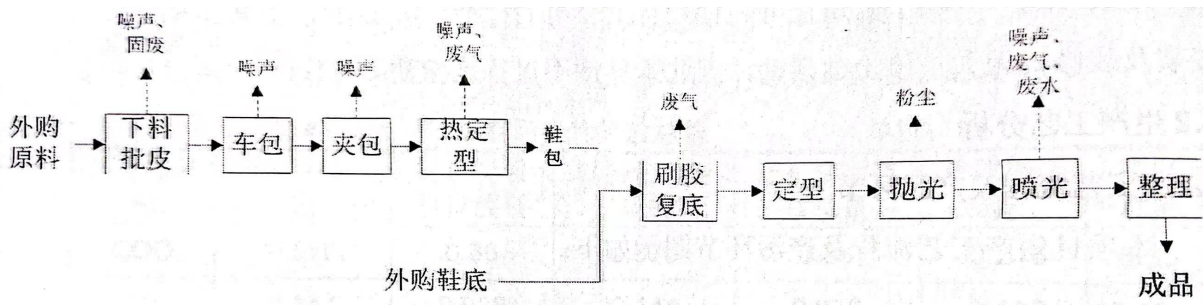 噪声、
固废
噪声
噪声
噪声、
废气
外购
原料
下料
批皮
车包
夹包
热定
型
鞋
包
废气
粉尘
噪声、
废气、
废水
刷胶
复底
定型
抛光
喷光
整理
外购鞋底
成品